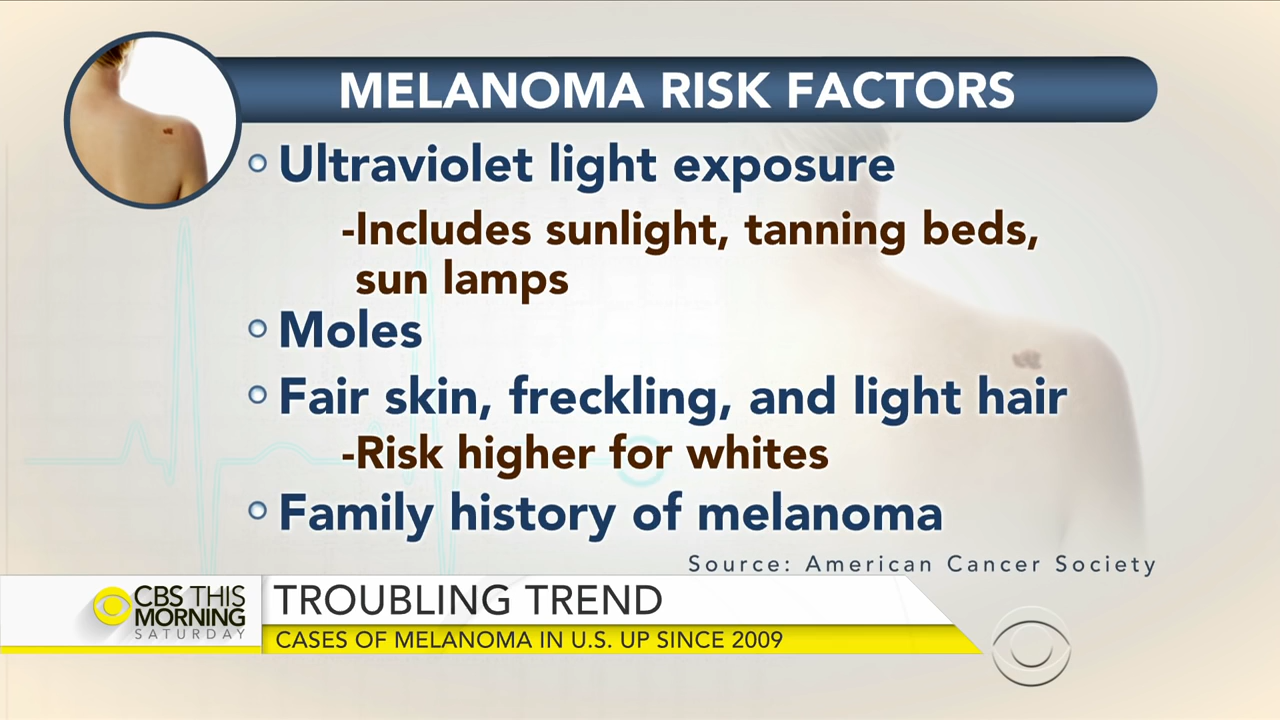 MELANOMA RISK FACTORS
Ultraviolet light exposure
-Includes sunlight, tanning beds,
sun lamps
Moles
Fair skin, freckling, and light hair
-Risk higher for whites
Family history of melanoma
Source: American Cancer Society
CBS THIS
MORNING
SATURDAY
TROUBLING TREND
CASES OF MELANOMA IN U.S. UP SINCE 2009